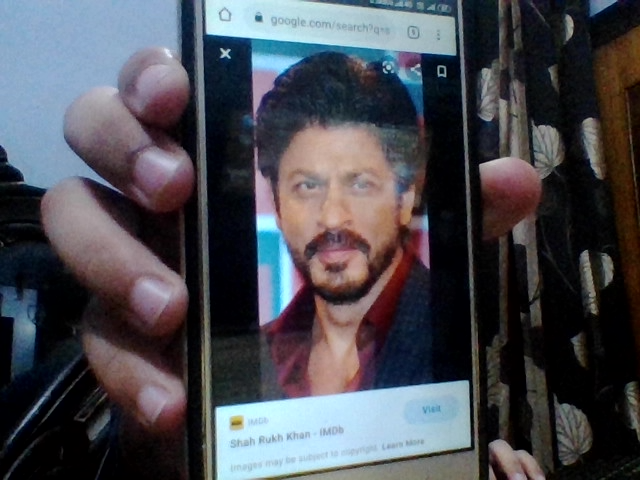 google.com/search?q=s
IMDb
Visit
Shah Rukh Khan - IMDb
Images may be subject to copyright. Learn More